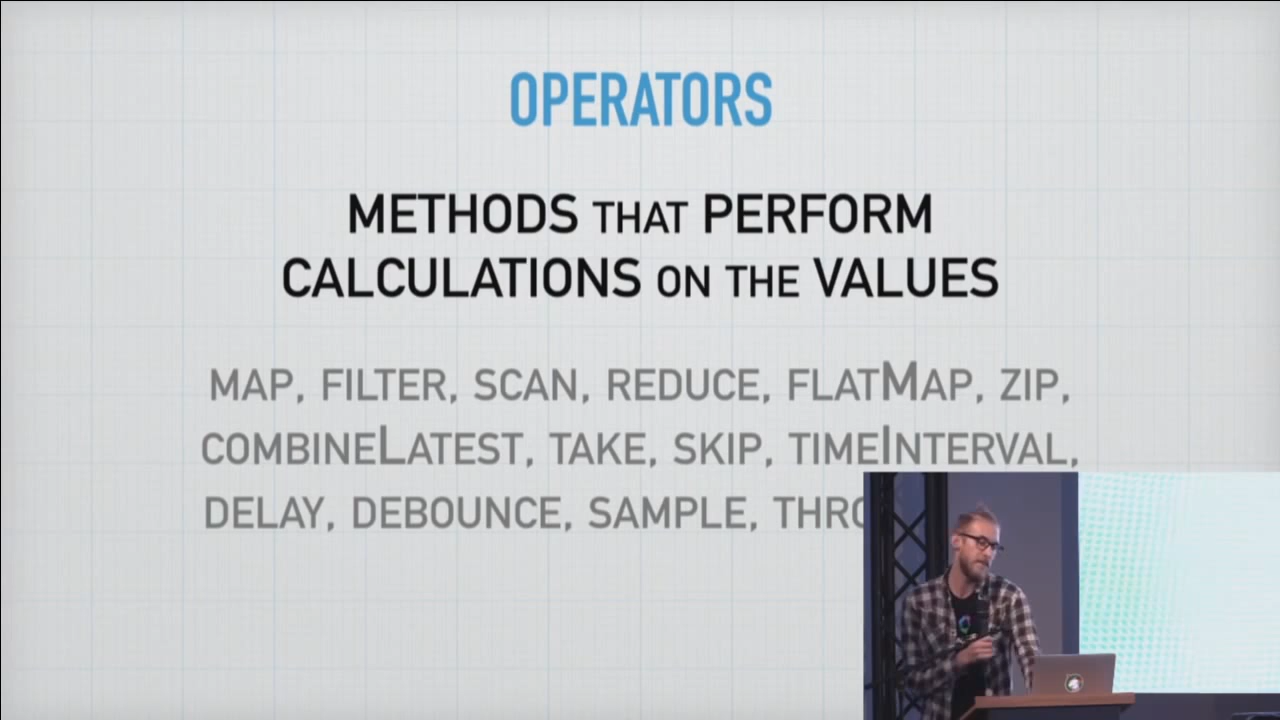 OPERATORS
METHODS THAT PERFORM
CALCULATIONS ON THE VALUES
MAP, FILTER, SCAN, REDUCE, FLATMAP, ZIP,
COMBINELATEST, TAKE, SKIP, TIMEINTERVAL,
DELAY, DEBOUNCE, SAMPLE,